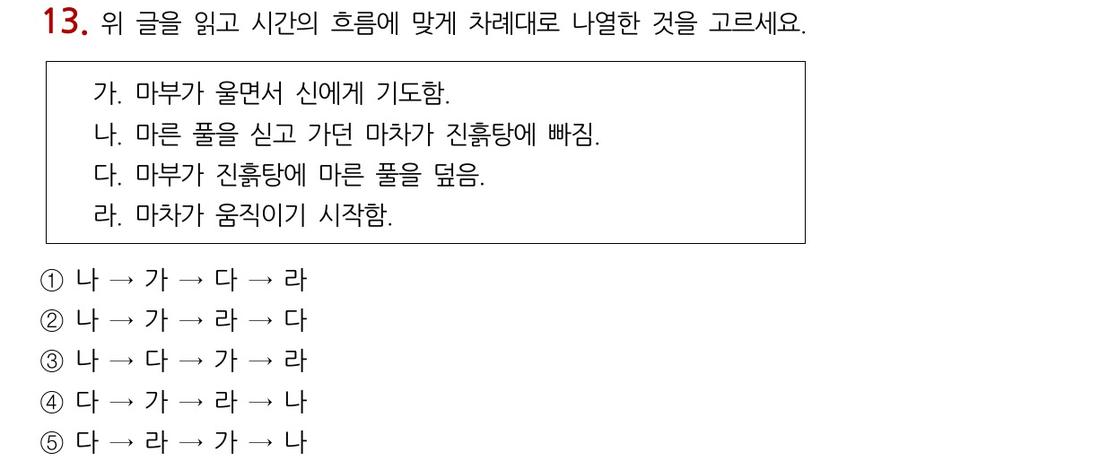 13. 위 글을 읽고 시간의 흐름에 맞게 차례대로 나열한 것을 고르세요.
가. 마부가 울면서 신에게 기도함.
나. 마른 풀을 싣고 가던 마차가 진흙탕에 빠짐.
다. 마부가 진흙탕에 마른 풀을 덮음.
라. 마차가 움직이기 시작함.
① 나 → 가 → 다 → 라
② 나 → 가 → 라 → 다
③ 나 → 다 → 가 → 라
④ 다 → 가 → 라 → 나
⑤ 다 → 라 → 가 → 나